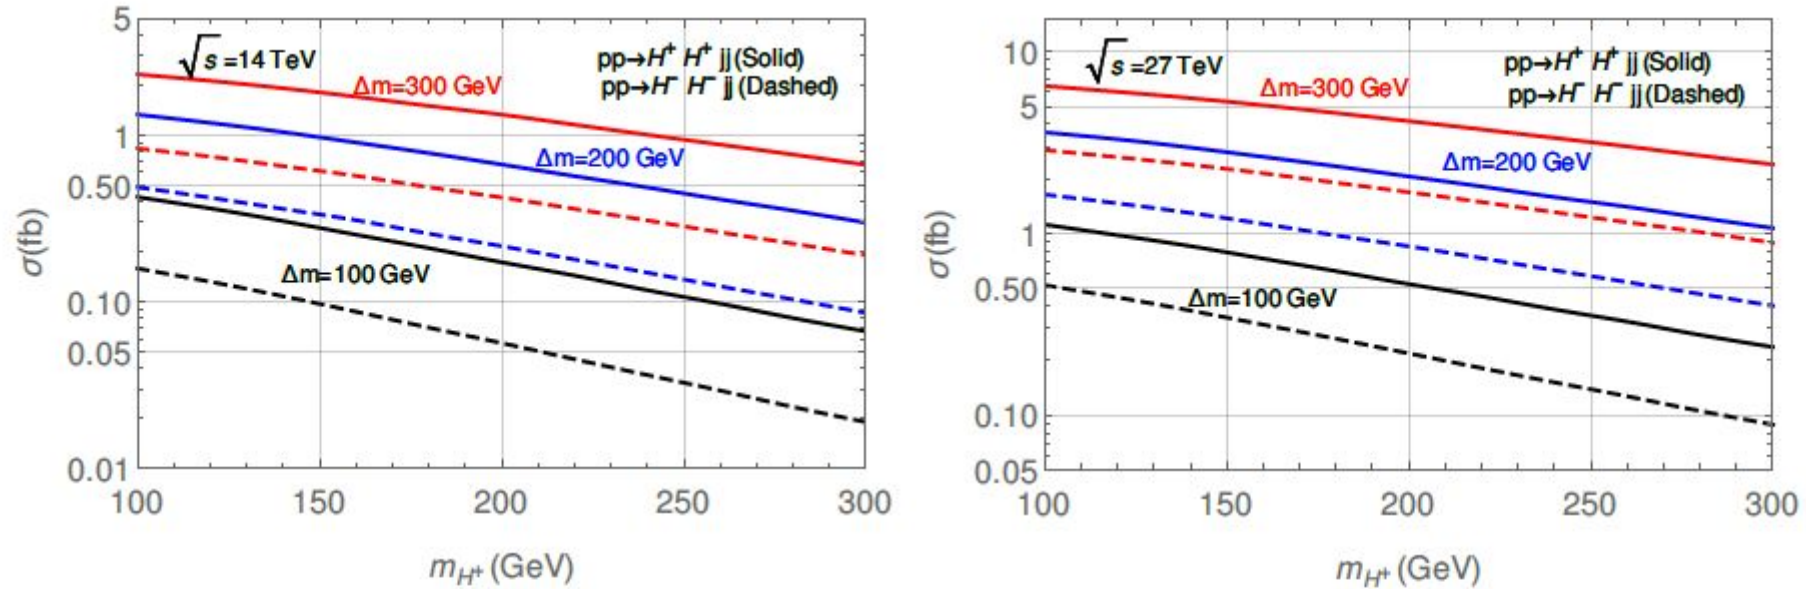 5
√s=14 TeV
pp→H⁺ H⁺ jj(Solid)
pp→H⁻ H⁻ jj(Dashed)
Δm=300 GeV
1
Δm=200 GeV
0.50
σ(fb)
Δm=100 GeV
0.10
0.05
0.01
100 150 200 250 300
m_H⁺(GeV)
10
√s=27 TeV
pp→H⁺ H⁺ jj(Solid)
pp→H⁻ H⁻ jj(Dashed)
Δm=300 GeV
5
Δm=200 GeV
σ(fb)
1
0.50
Δm=100 GeV
0.10
0.05
100 150 200 250 300
m_H⁺(GeV)